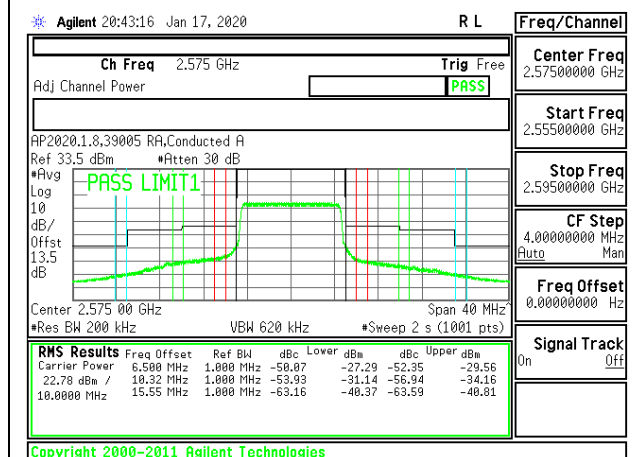 Agilent 20:43:16 Jan 17, 2020 R L
Freq/Channel
Ch Freq 2.575 GHz Trig Free
Adj Channel Power PASS
Center Freq
2.57500000 GHz
Start Freq
2.55500000 GHz
AP2020.1.8,39005 RA,Conducted A
Ref 33.5 dBm #Atten 30 dB
#Avg
Log
10
dB/
Offst
13.5
dB
PASS LIMIT1
Stop Freq
2.59500000 GHz
CF Step
4.00000000 MHz
Auto Man
Freq Offset
0.00000000 Hz
Center 2.575 00 GHz Span 40 MHz^
#Res BW 200 kHz VBW 620 kHz #Sweep 2 s (1001 pts)
Signal Track
On Off
RMS Results Freq Offset Ref BW dBc Lower dBm dBc Upper dBm
Carrier Power 6.500 MHz 1.000 MHz -50.07 -27.29 -52.35 -29.56
22.78 dBm / 10.32 MHz 1.000 MHz -53.93 -31.14 -56.94 -34.16
10.0000 MHz 15.55 MHz 1.000 MHz -63.16 -40.37 -63.59 -40.81
Copyright 2000-2011 Agilent Technologies